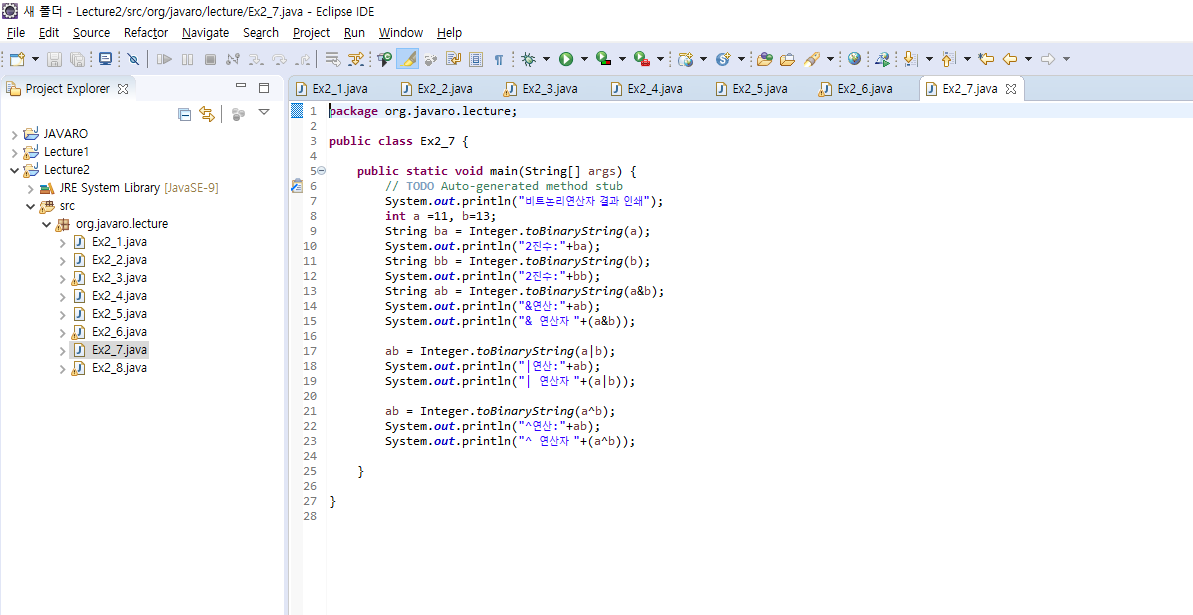 새 폴더 - Lecture2/src/org/javaro/lecture/Ex2_7.java - Eclipse IDE
File Edit Source Refactor Navigate Search Project Run Window Help
Project Explorer
JAVARO
Lecture1
Lecture2
JRE System Library [JavaSE-9]
src
org.javaro.lecture
Ex2_1.java
Ex2_2.java
Ex2_3.java
Ex2_4.java
Ex2_5.java
Ex2_6.java
Ex2_7.java
Ex2_8.java
Ex2_1.java Ex2_2.java Ex2_3.java Ex2_4.java Ex2_5.java Ex2_6.java Ex2_7.java
1 package org.javaro.lecture;
2
3 public class Ex2_7 {
4
5 public static void main(String[] args) {
6 // TODO Auto-generated method stub
7 System.out.println("비트논리연산자 결과 인쇄");
8 int a =11, b=13;
9 String ba = Integer.toBinaryString(a);
10 System.out.println("2진수:"+ba);
11 String bb = Integer.toBinaryString(b);
12 System.out.println("2진수:"+bb);
13 String ab = Integer.toBinaryString(a&b);
14 System.out.println("&연산:"+ab);
15 System.out.println("& 연산자 "+(a&b));
16
17 ab = Integer.toBinaryString(a|b);
18 System.out.println("|연산:"+ab);
19 System.out.println("| 연산자 "+(a|b));
20
21 ab = Integer.toBinaryString(a^b);
22 System.out.println("^연산:"+ab);
23 System.out.println("^ 연산자 "+(a^b));
24
25 }
26
27 }
28